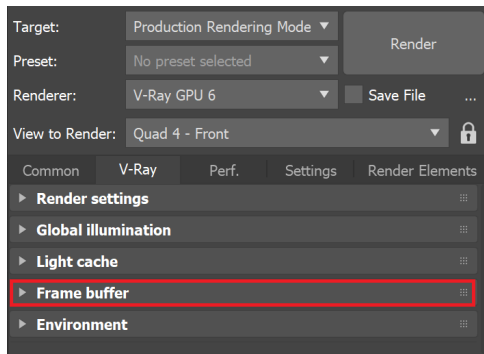 Target: Production Rendering Mode
Render
Preset: No preset selected
Renderer: V-Ray GPU 6 Save File ...
View to Render: Quad 4 - Front
Common V-Ray Perf. Settings Render Elements
Render settings
Global illumination
Light cache
Frame buffer
Environment